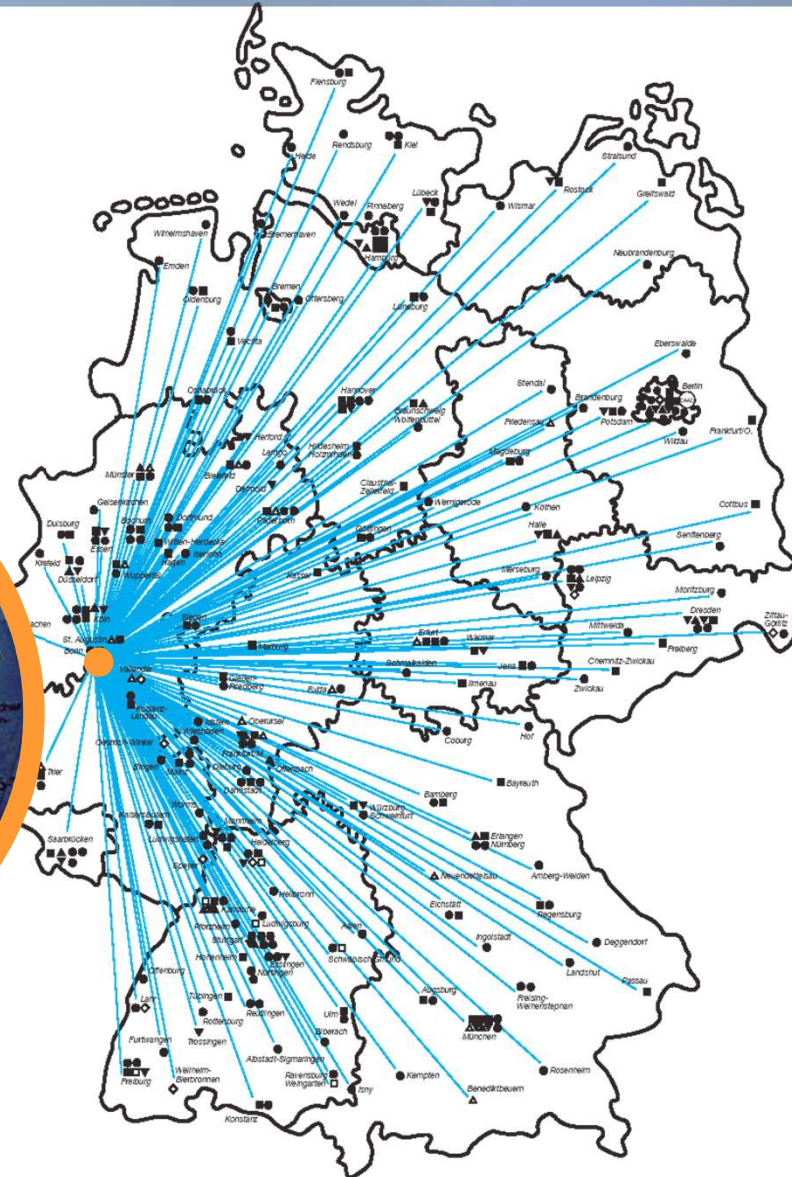 Flensburg
Heide
Rendsburg
Kiel
Stralsund
Rostock
Greifswald
Wismar
Lübeck
Wedel
Pinneberg
Hamburg
Wilhelmshaven
Bremerhaven
Emden
Neubrandenburg
Oldenburg
Bremen
Ottersberg
Lüneburg
Vechta
Eberswalde
Stendal
Berlin
Osnabrück
Hannover
Braunschweig
Wolfenbüttel
Brandenburg
Friedensau
Potsdam
Wildau
Frankfurt/O.
Herford
Hildesheim
Holzminden
Lemgo
Magdeburg
Münster
Bielefeld
Detmold
Clausthal-
Zellerfeld
Wernigerode
Köthen
Cottbus
Gelsenkirchen
Paderborn
Göttingen
Halle
Duisburg
Bochum
Dortmund
Essen
Witten-Herdecke
Senftenberg
Krefeld
Hagen
Iserlohn
Düsseldorf
Wuppertal
Kassel
Merseburg
Leipzig
Moritzburg
Köln
Dresden
Zittau-
Görlitz
achen
Siegen
Erfurt
Weimar
Mittweida
St. Augustin
Bonn
Marburg
Freiberg
Schmalkalden
Jena
Chemnitz-Zwickau
Vallendar
Gießen-
Friedberg
Fulda
Ilmenau
Zwickau
Koblenz-
Landau
Idstein
Oberursel
Wiesbaden
Coburg
Hof
Oestrich-Winkel
Frankfurt/M.
Bingen
Mainz
Dieburg
Offenbach
Trier
Darmstadt
Bamberg
Bayreuth
Worms
Würzburg
Schweinfurt
Kaiserslautern
Mannheim
Saarbrücken
Ludwigshafen
Heidelberg
Erlangen
Nürnberg
Speyer
Amberg-Weiden
Neuendettelsau
Heilbronn
Karlsruhe
Eichstätt
Regensburg
Pforzheim
Ludwigsburg
Stuttgart
Aalen
Ingolstadt
Deggendorf
Hohenheim
Esslingen
Schwäbisch Gmünd
Nürtingen
Landshut
Offenburg
Passau
Lahr
Tübingen
Augsburg
Freising-
Weihenstephan
Rottenburg
Reutlingen
Ulm
München
Furtwangen
Trossingen
Biberach
Albstadt-Sigmaringen
Freiburg
Weilheim-
Bierbronnen
Ravensburg
Weingarten
Isny
Kempten
Rosenheim
Benediktbeuern
Konstanz